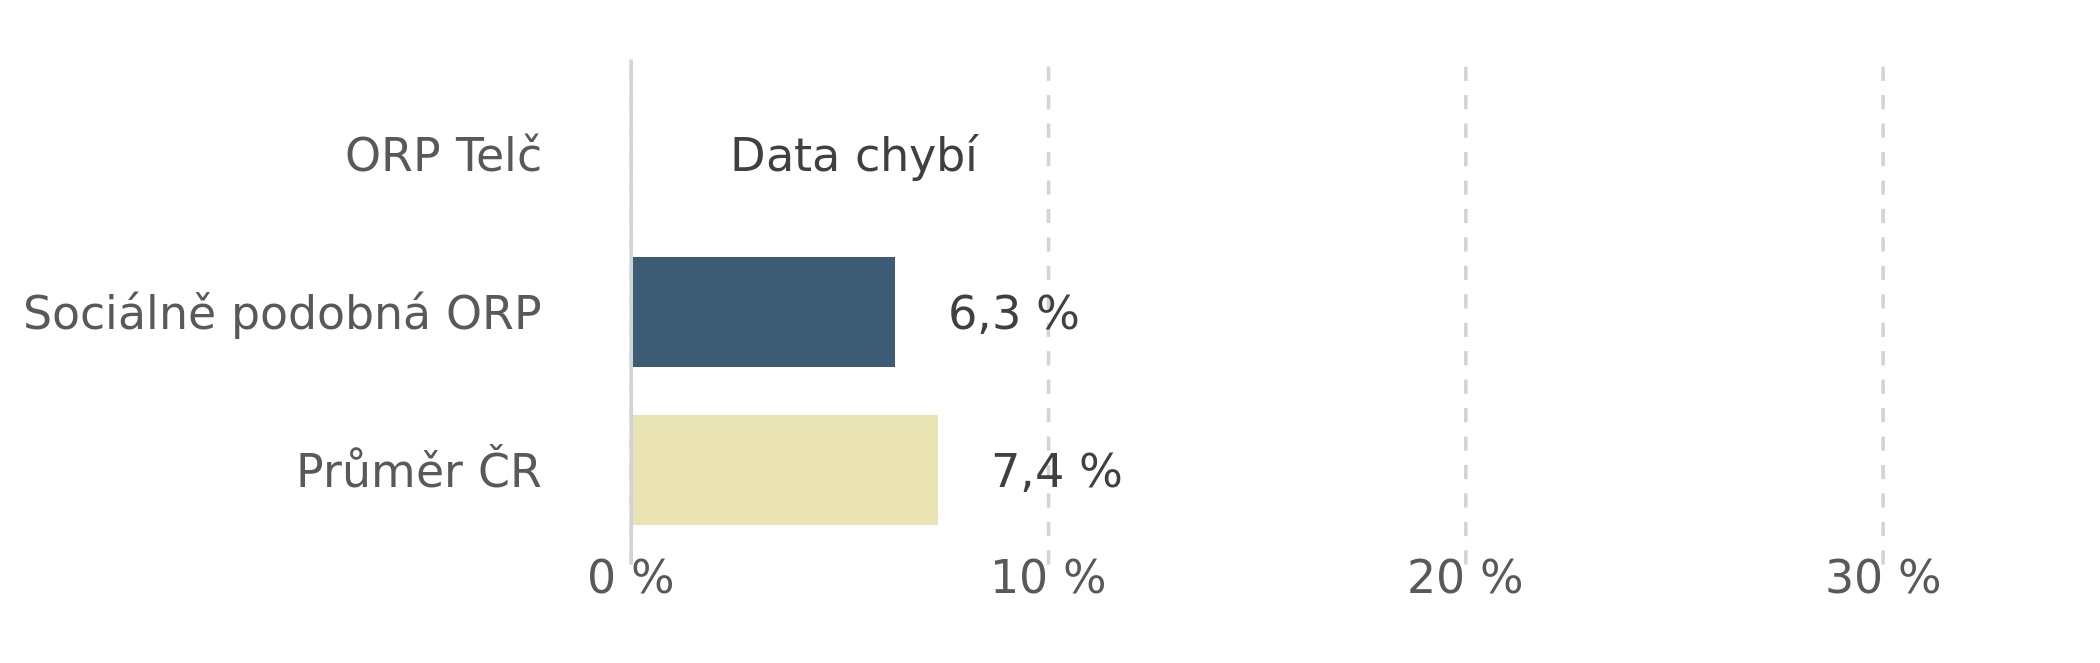 ORP Telč Data chybí
Sociálně podobná ORP 6,3 %
Průměr ČR 7,4 %
0 % 10 % 20 % 30 %